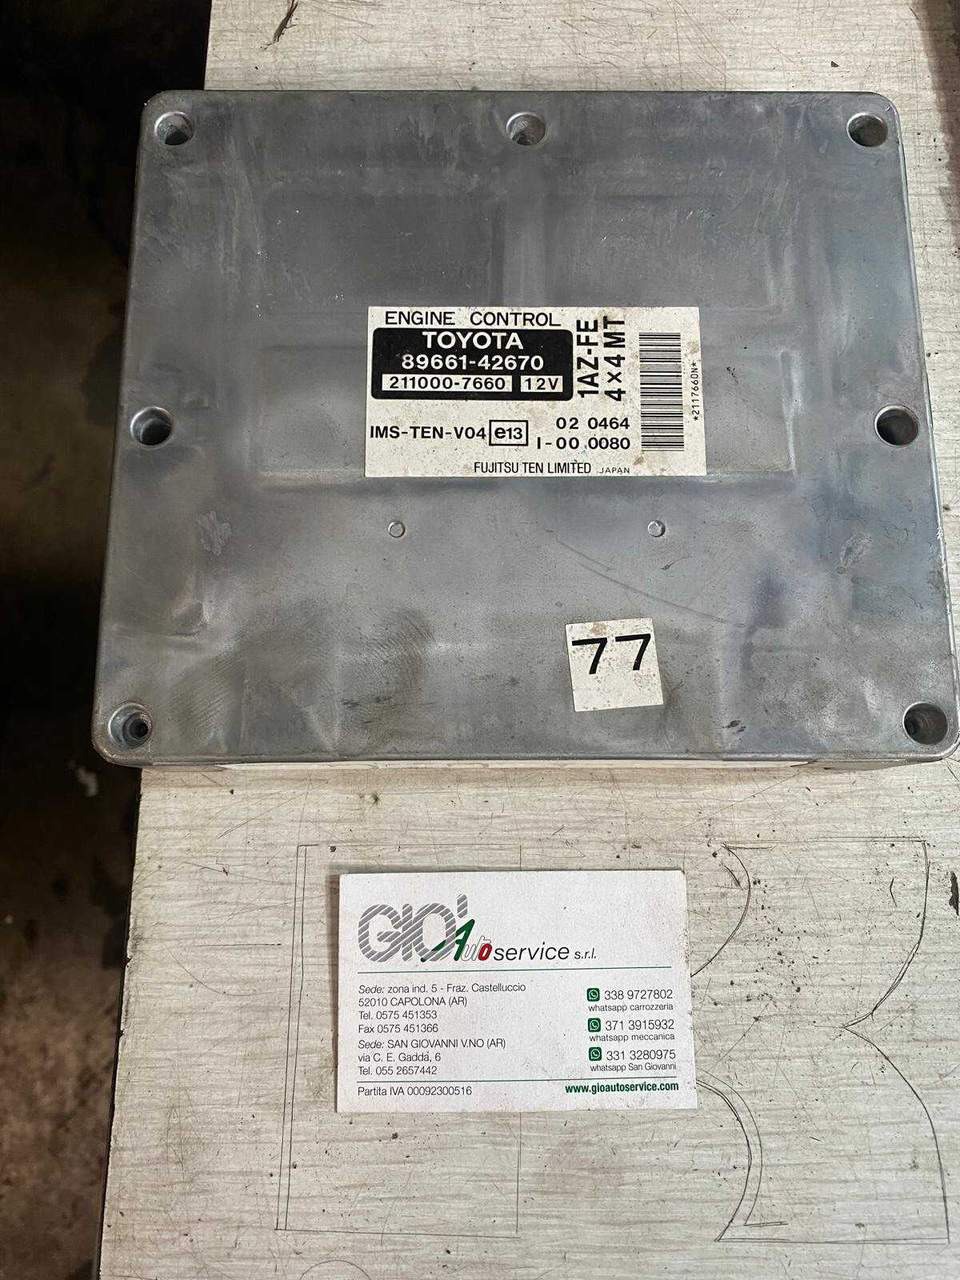 ENGINE CONTROL
TOYOTA
89661-42670
211000-7660 12V
1AZ-FE
4×4 MT
*2117660N*
IMS-TEN-V04 e13
02 0464
I-00 0080
FUJITSU TEN LIMITED JAPAN
77
GIO' Auto service s.r.l.
Sede: zona ind. 5 - Fraz. Castelluccio
52010 CAPOLONA (AR)
Tel. 0575 451353
Fax 0575 451366
Sede: SAN GIOVANNI V.NO (AR)
via C. E. Gaddá, 6
Tel. 055 2657442
Partita IVA 00092300516
338 9727802
whatsapp carrozzeria
371 3915932
whatsapp meccanica
331 3280975
whatsapp San Giovanni
www.gioautoservice.com